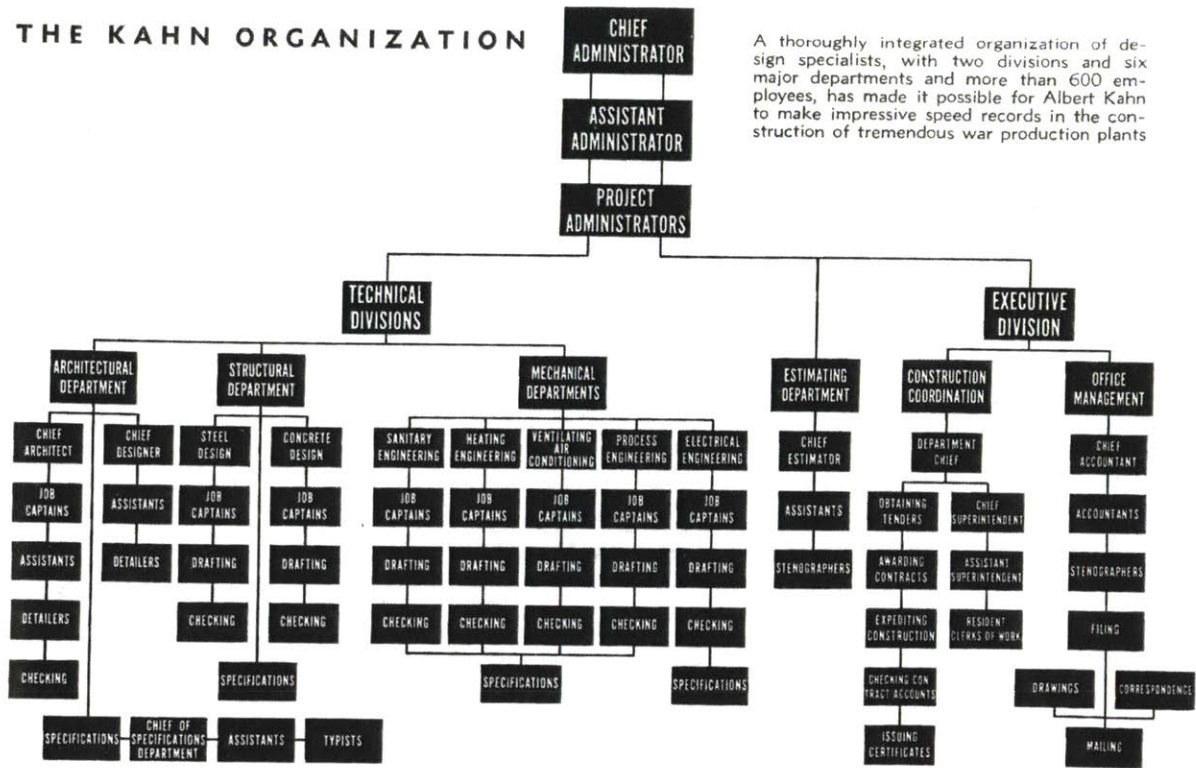 THE KAHN ORGANIZATION
CHIEF
ADMINISTRATOR
A thoroughly integrated organization of de-
sign specialists, with two divisions and six
major departments and more than 600 em-
ployees, has made it possible for Albert Kahn
to make impressive speed records in the con-
struction of tremendous war production plants
ASSISTANT
ADMINISTRATOR
PROJECT
ADMINISTRATORS
TECHNICAL
DIVISIONS
EXECUTIVE
DIVISION
ARCHITECTURAL
DEPARTMENT
STRUCTURAL
DEPARTMENT
MECHANICAL
DEPARTMENTS
ESTIMATING
DEPARTMENT
CONSTRUCTION
COORDINATION
OFFICE
MANAGEMENT
CHIEF
ARCHITECT
CHIEF
DESIGNER
STEEL
DESIGN
CONCRETE
DESIGN
SANITARY
ENGINEERING
HEATING
ENGINEERING
VENTILATING
AIR
CONDITIONING
PROCESS
ENGINEERING
ELECTRICAL
ENGINEERING
CHIEF
ESTIMATOR
DEPARTMENT
CHIEF
CHIEF
ACCOUNTANT
JOB
CAPTAINS
ASSISTANTS
JOB
CAPTAINS
JOB
CAPTAINS
JOB
CAPTAINS
JOB
CAPTAINS
JOB
CAPTAINS
JOB
CAPTAINS
JOB
CAPTAINS
ASSISTANTS
OBTAINING
TENDERS
CHIEF
SUPERINTENDENT
ACCOUNTANTS
ASSISTANTS
DETAILERS
DRAFTING
DRAFTING
DRAFTING
DRAFTING
DRAFTING
DRAFTING
DRAFTING
STENOGRAPHERS
AWARDING
CONTRACTS
ASSISTANT
SUPERINTENDENT
STENOGRAPHERS
DETAILERS
CHECKING
CHECKING
CHECKING
CHECKING
CHECKING
CHECKING
CHECKING
EXPEDITING
CONSTRUCTION
RESIDENT
CLERKS OF WORK
FILING
CHECKING
SPECIFICATIONS
SPECIFICATIONS
SPECIFICATIONS
CHECKING CON
TRACT ACCOUNTS
DRAWINGS
CORRESPONDENCE
SPECIFICATIONS
CHIEF OF
SPECIFICATIONS
DEPARTMENT
ASSISTANTS
TYPISTS
ISSUING
CERTIFICATES
MAILING